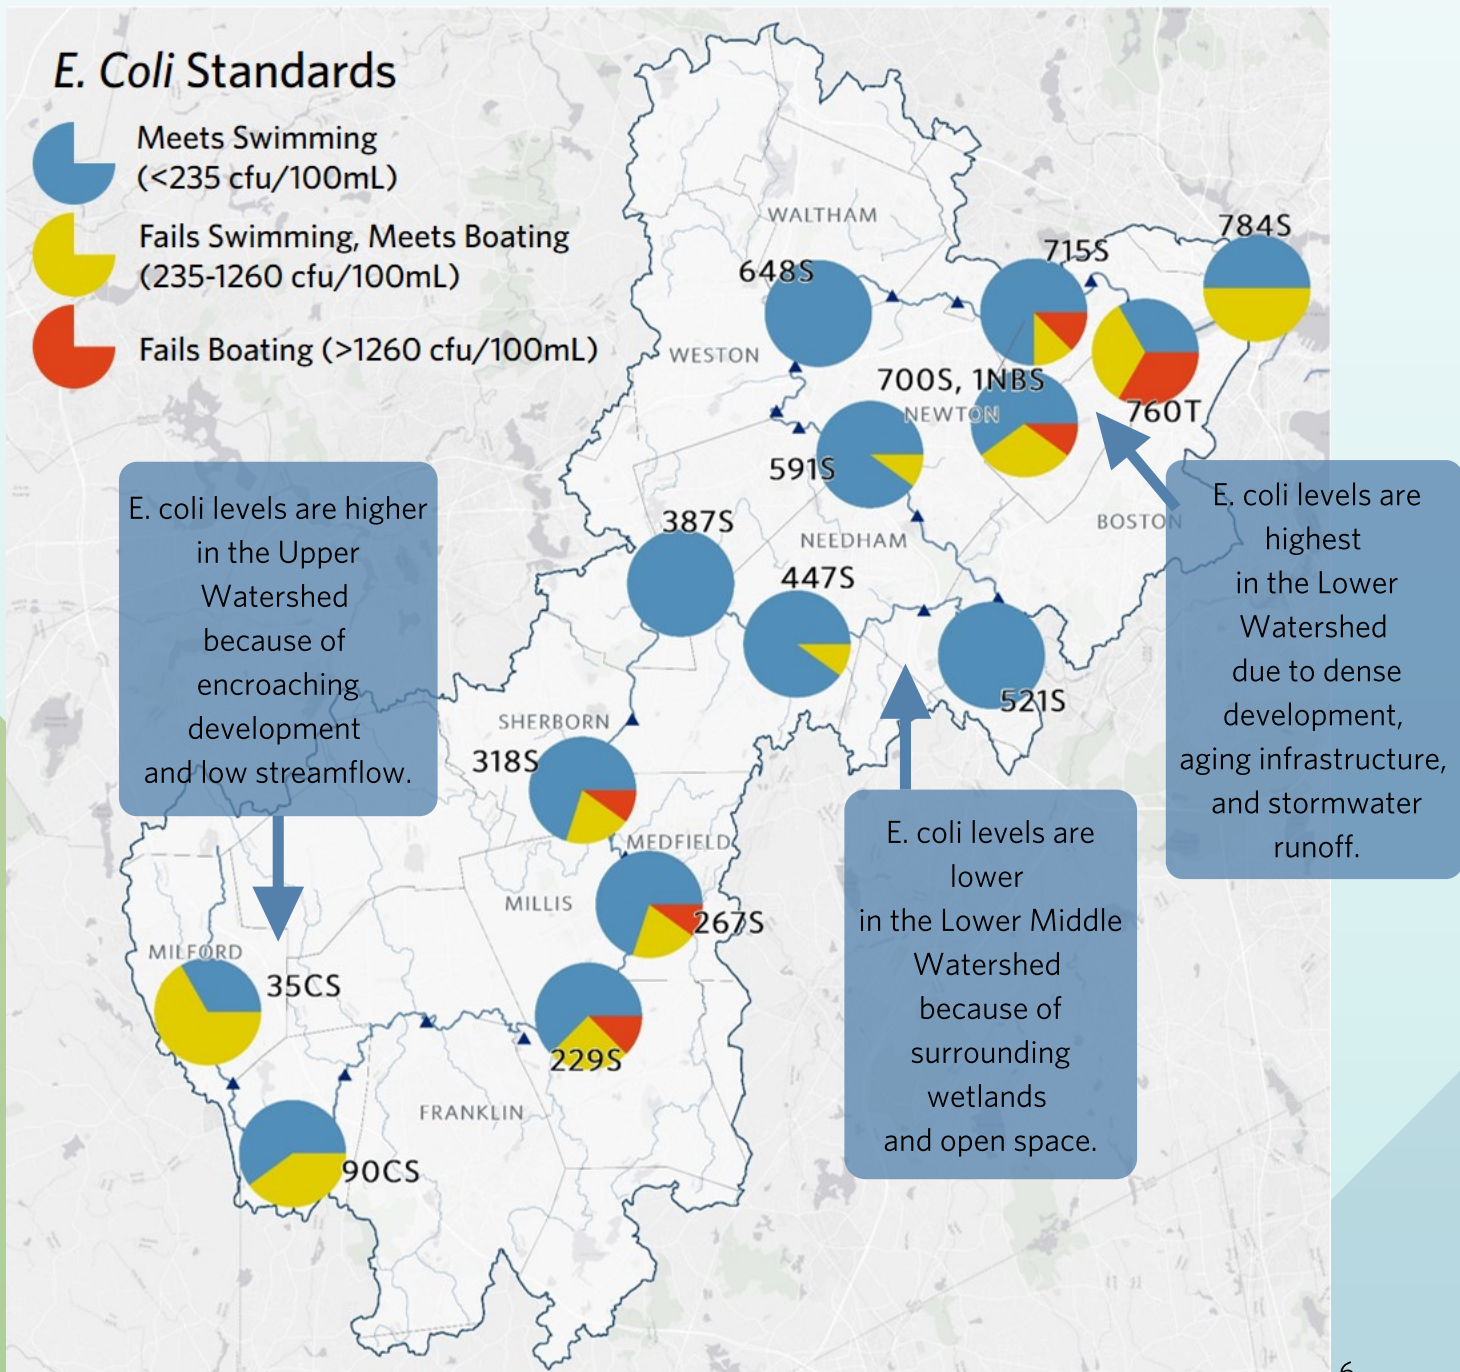 E. Coli Standards
Meets Swimming
(<235 cfu/100mL)
Fails Swimming, Meets Boating
(235-1260 cfu/100mL)
Fails Boating (>1260 cfu/100mL)
WALTHAM
784S
715S
648S
WESTON
700S, 1NBS
NEWTON
760T
591S
387S
NEEDHAM
BOSTON
447S
521S
E. coli levels are higher
in the Upper
Watershed
because of
encroaching
development
and low streamflow.
E. coli levels are
highest
in the Lower
Watershed
due to dense
development,
aging infrastructure,
and stormwater
runoff.
SHERBORN
318S
MEDFIELD
MILLIS
267S
E. coli levels are
lower
in the Lower Middle
Watershed
because of
surrounding
wetlands
and open space.
MILFORD
35CS
229S
FRANKLIN
90CS